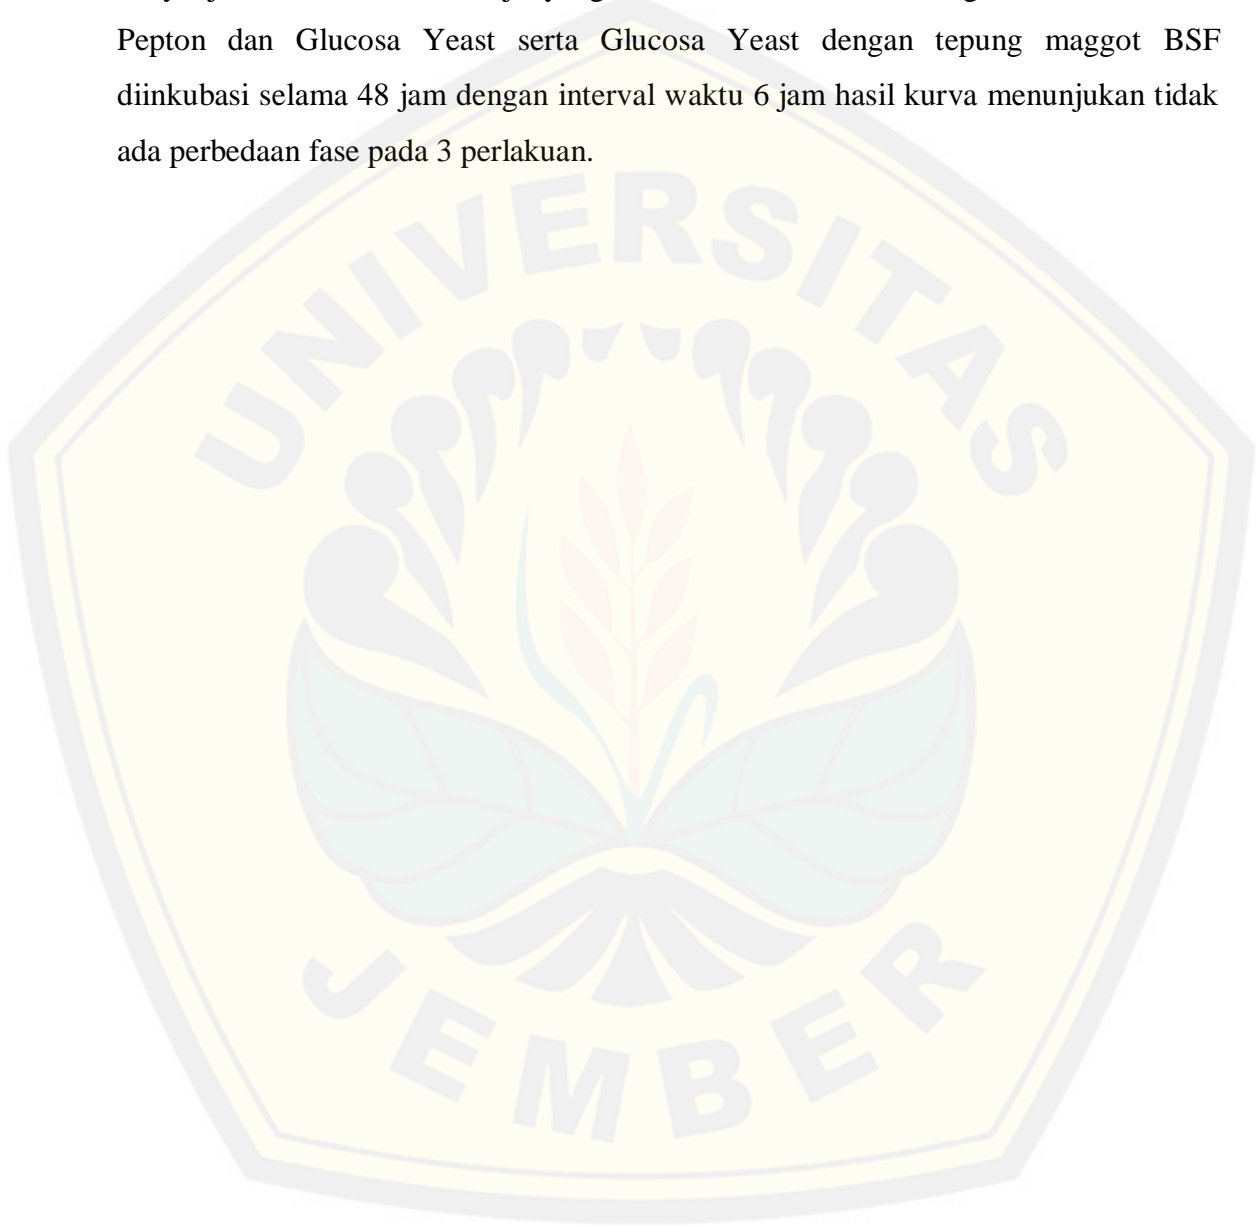 Pepton dan Glucosa Yeast serta Glucosa Yeast dengan tepung maggot BSF
diinkubasi selama 48 jam dengan interval waktu 6 jam hasil kurva menunjukan tidak
ada perbedaan fase pada 3 perlakuan.
UNIVERSITAS
JEMBER